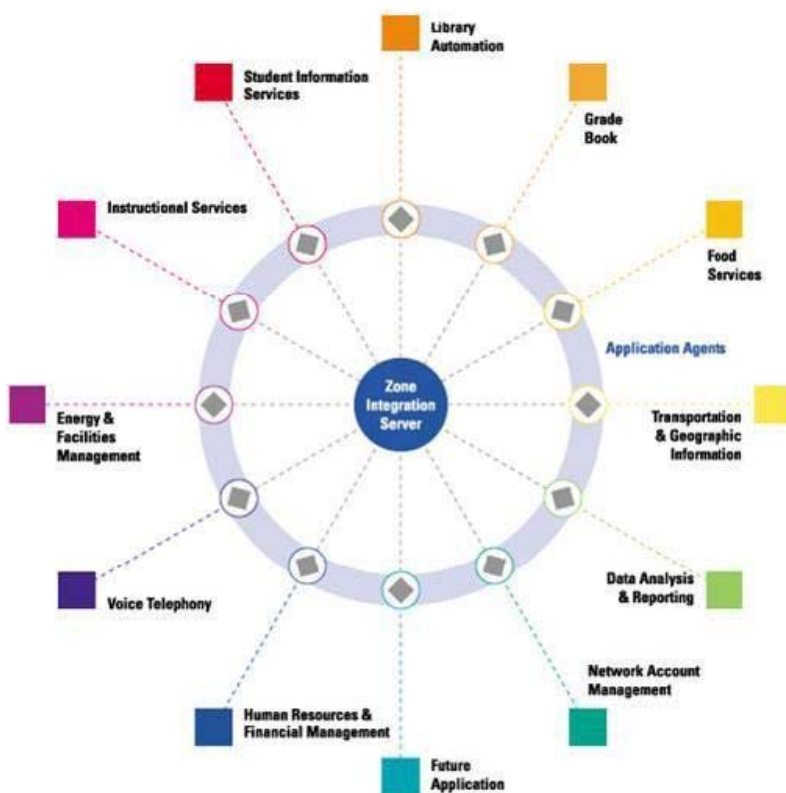 Library
Automation
Student Information
Services
Grade
Book
Instructional Services
Food
Services
Application Agents
Zone
Integration
Server
Energy &
Facilities
Management
Transportation
& Geographic
Information
Voice Telephony
Data Analysis
& Reporting
Network Account
Management
Human Resources &
Financial Management
Future
Application